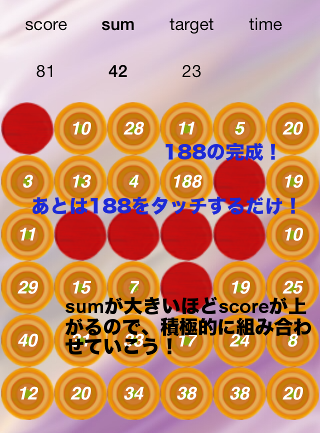 score sum target time
81 42 23
10 28 11 5 20
188の完成！
3 13 4 188 19
あとは188をタッチするだけ！
11 10
29 15 7 19 25
sumが大きいほどscoreが上
がるので、積極的に組み合わ
40 17 24 8
せていこう！
12 20 34 38 38 20